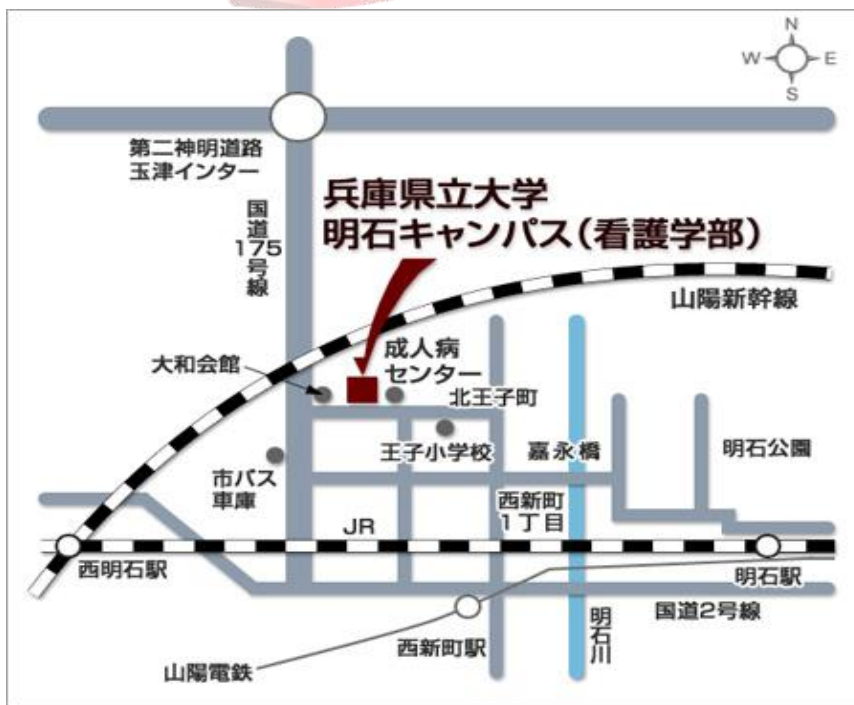 N
W E
S
第二神明道路
玉津インター
国道175号線
兵庫県立大学
明石キャンパス(看護学部)
山陽新幹線
大和会館
成人病
センター
北王子町
王子小学校
嘉永橋
明石公園
市バス
車庫
西新町
1丁目
JR
西明石駅
明石駅
国道2号線
西新町駅
明石川
山陽電鉄